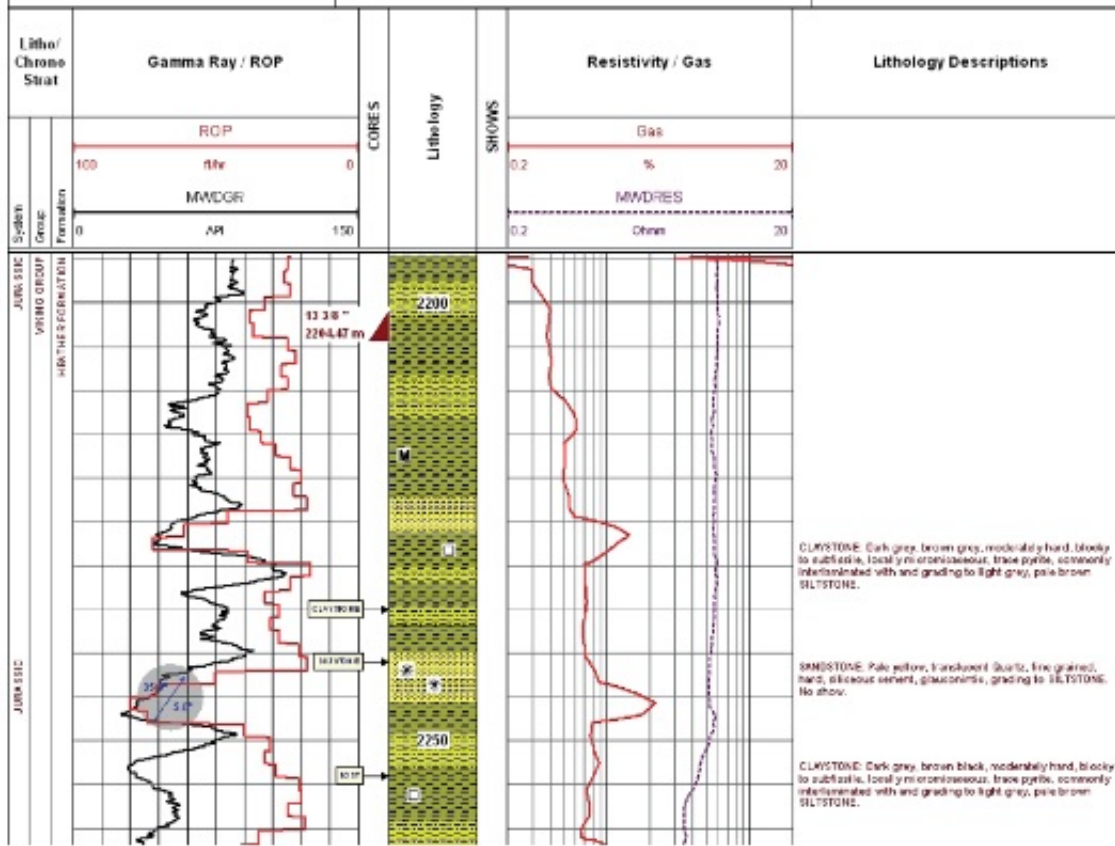 Litho/
Chrono
Strat
Gamma Ray / ROP
CORES
Lithology
SHOWS
Resistivity / Gas
Lithology Descriptions
System
Group
Formation
ROP
100 ft/hr 0
MWDGR
0 API 150
Gas
0.2 % 20
MWDRES
0.2 Ohmm 20
JURASSIC
VIKING GROUP
HEATHER FORMATION
13 3/8 "
2204.47 m
2200
M
CLAYSTONE: Dark grey, brown grey, moderately hard, blocky
to subfissile, locally micromicaceous, trace pyrite, commonly
interlaminated with and grading to light grey, pale brown
SILTSTONE.
CLAYSTONE
SANDSTONE: Pale yellow, translucent Quartz, fine grained,
hard, siliceous cement, glauconitic, grading to SILTSTONE.
No show.
JURASSIC
2250
CLAYSTONE: Dark grey, brown black, moderately hard, blocky
to subfissile, locally micromicaceous, trace pyrite, commonly
interlaminated with and grading to light grey, pale brown
SILTSTONE.